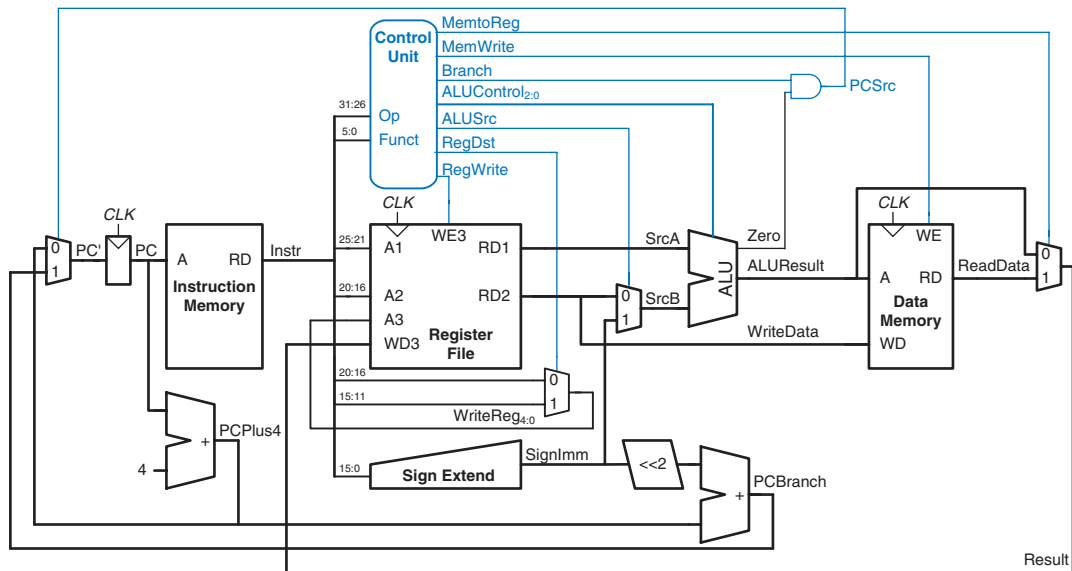 MemtoReg
Control
Unit
MemWrite
Branch
ALUControl2:0
PCSrc
31:26
Op
ALUSrc
5:0
Funct
RegDst
RegWrite
CLK
CLK
CLK
0
1
PC'
PC
A
RD
Instr
Instruction
Memory
25:21
A1
WE3
RD1
SrcA
Zero
WE
0
1
20:16
A2
RD2
0
1
SrcB
ALU
ALUResult
A
RD
ReadData
A3
Data
Memory
WD3
Register
File
WriteData
WD
20:16
0
15:11
1
WriteReg4:0
PCPlus4
+
4
SignImm
15:0
Sign Extend
<<2
+
PCBranch
Result